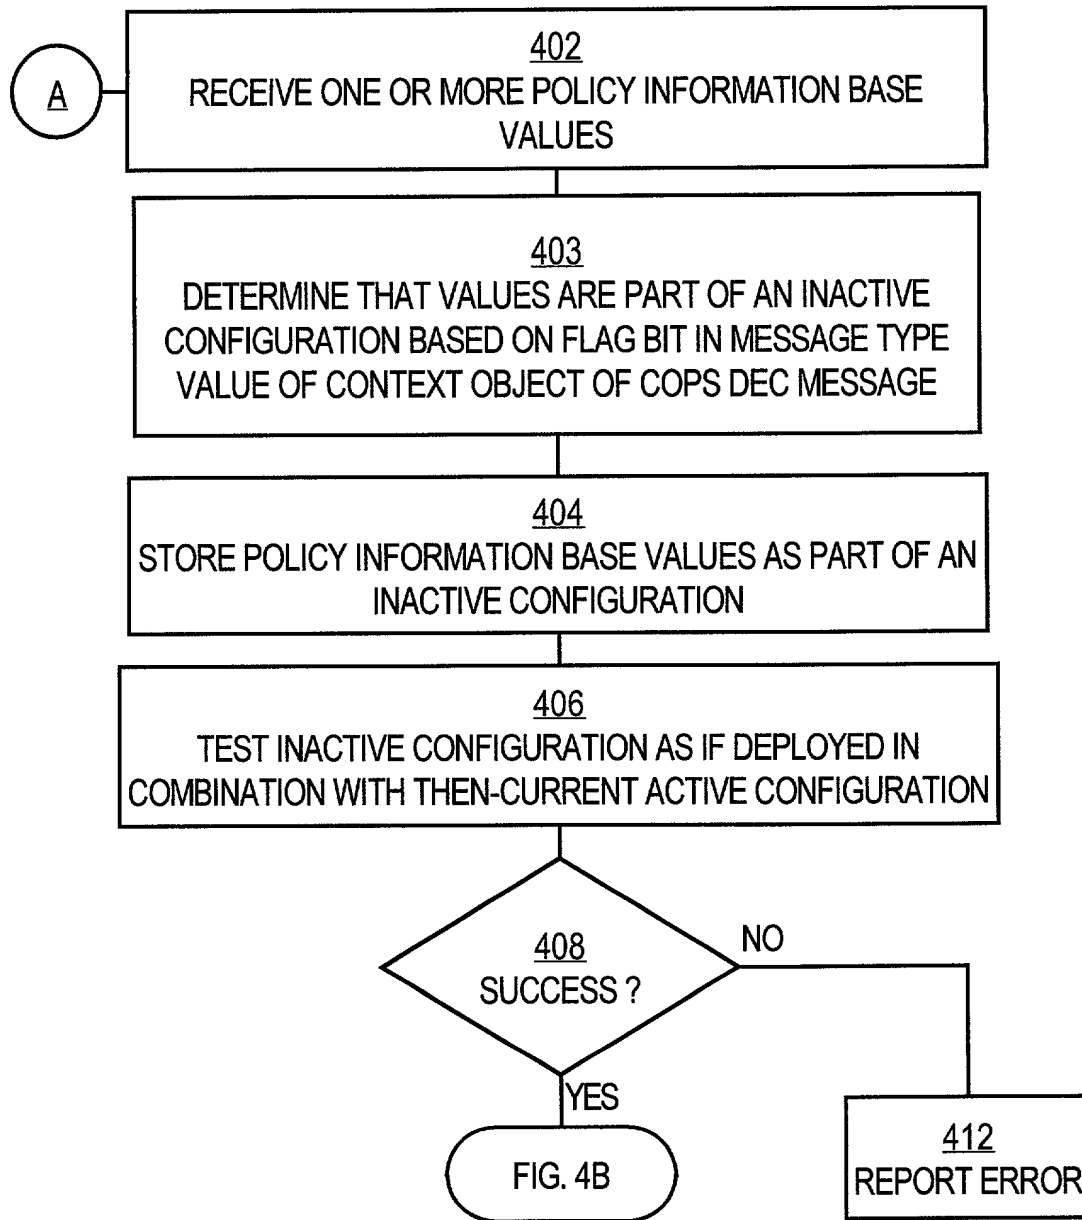 A
402
RECEIVE ONE OR MORE POLICY INFORMATION BASE
VALUES
403
DETERMINE THAT VALUES ARE PART OF AN INACTIVE
CONFIGURATION BASED ON FLAG BIT IN MESSAGE TYPE
VALUE OF CONTEXT OBJECT OF COPS DEC MESSAGE
404
STORE POLICY INFORMATION BASE VALUES AS PART OF AN
INACTIVE CONFIGURATION
406
TEST INACTIVE CONFIGURATION AS IF DEPLOYED IN
COMBINATION WITH THEN-CURRENT ACTIVE CONFIGURATION
408
SUCCESS ?
NO
YES
FIG. 4B
412
REPORT ERROR